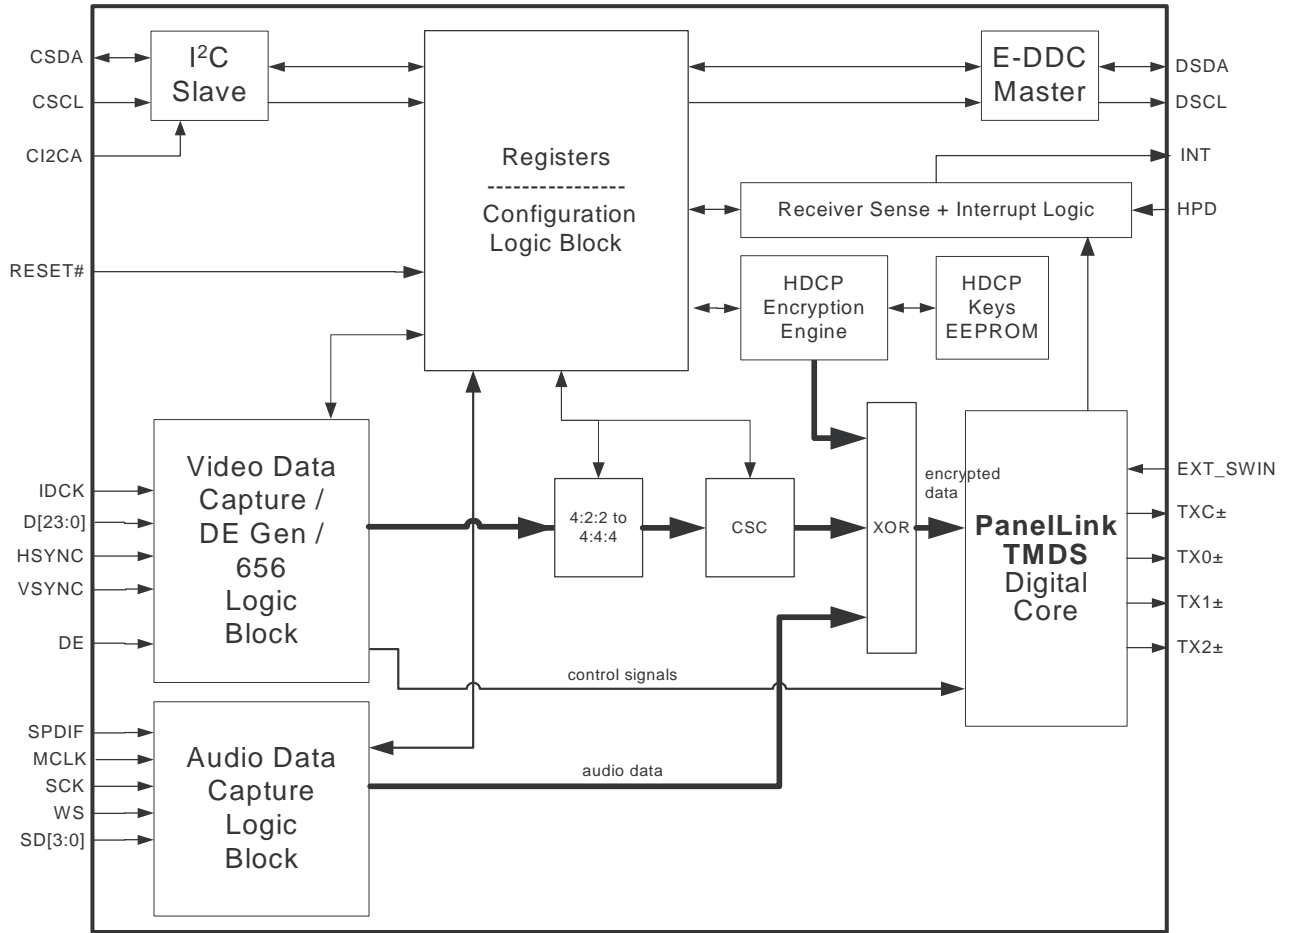 CSDA
CSCL
CI2CA
RESET#
I²C
Slave
Registers
------------------
Configuration
Logic Block
E-DDC
Master
DSDA
DSCL
INT
HPD
Receiver Sense + Interrupt Logic
HDCP
Encryption
Engine
HDCP
Keys
EEPROM
IDCK
D[23:0]
HSYNC
VSYNC
DE
Video Data
Capture /
DE Gen /
656
Logic
Block
4:2:2 to
4:4:4
CSC
XOR
encrypted
data
PanelLink
TMDS
Digital
Core
EXT_SWIN
TXC±
TX0±
TX1±
TX2±
control signals
SPDIF
MCLK
SCK
WS
SD[3:0]
Audio Data
Capture
Logic
Block
audio data